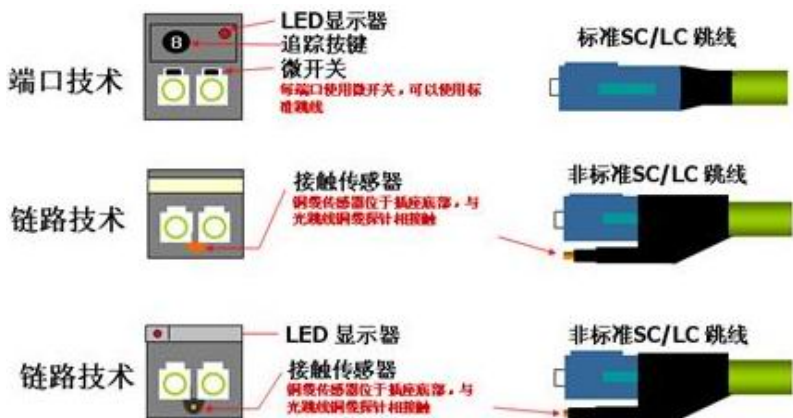 LED显示器
追踪按键
8
微开关
端口技术
每端口使用微开关，可以使用标
准跳线
标准SC/LC 跳线
接触传感器
铜缆传感器位于插座底部，与
光跳线铜缆探针相接触
链路技术
非标准SC/LC 跳线
LED 显示器
链路技术
接触传感器
铜缆传感器位于插座底部，与
光跳线铜缆探针相接触
非标准SC/LC 跳线